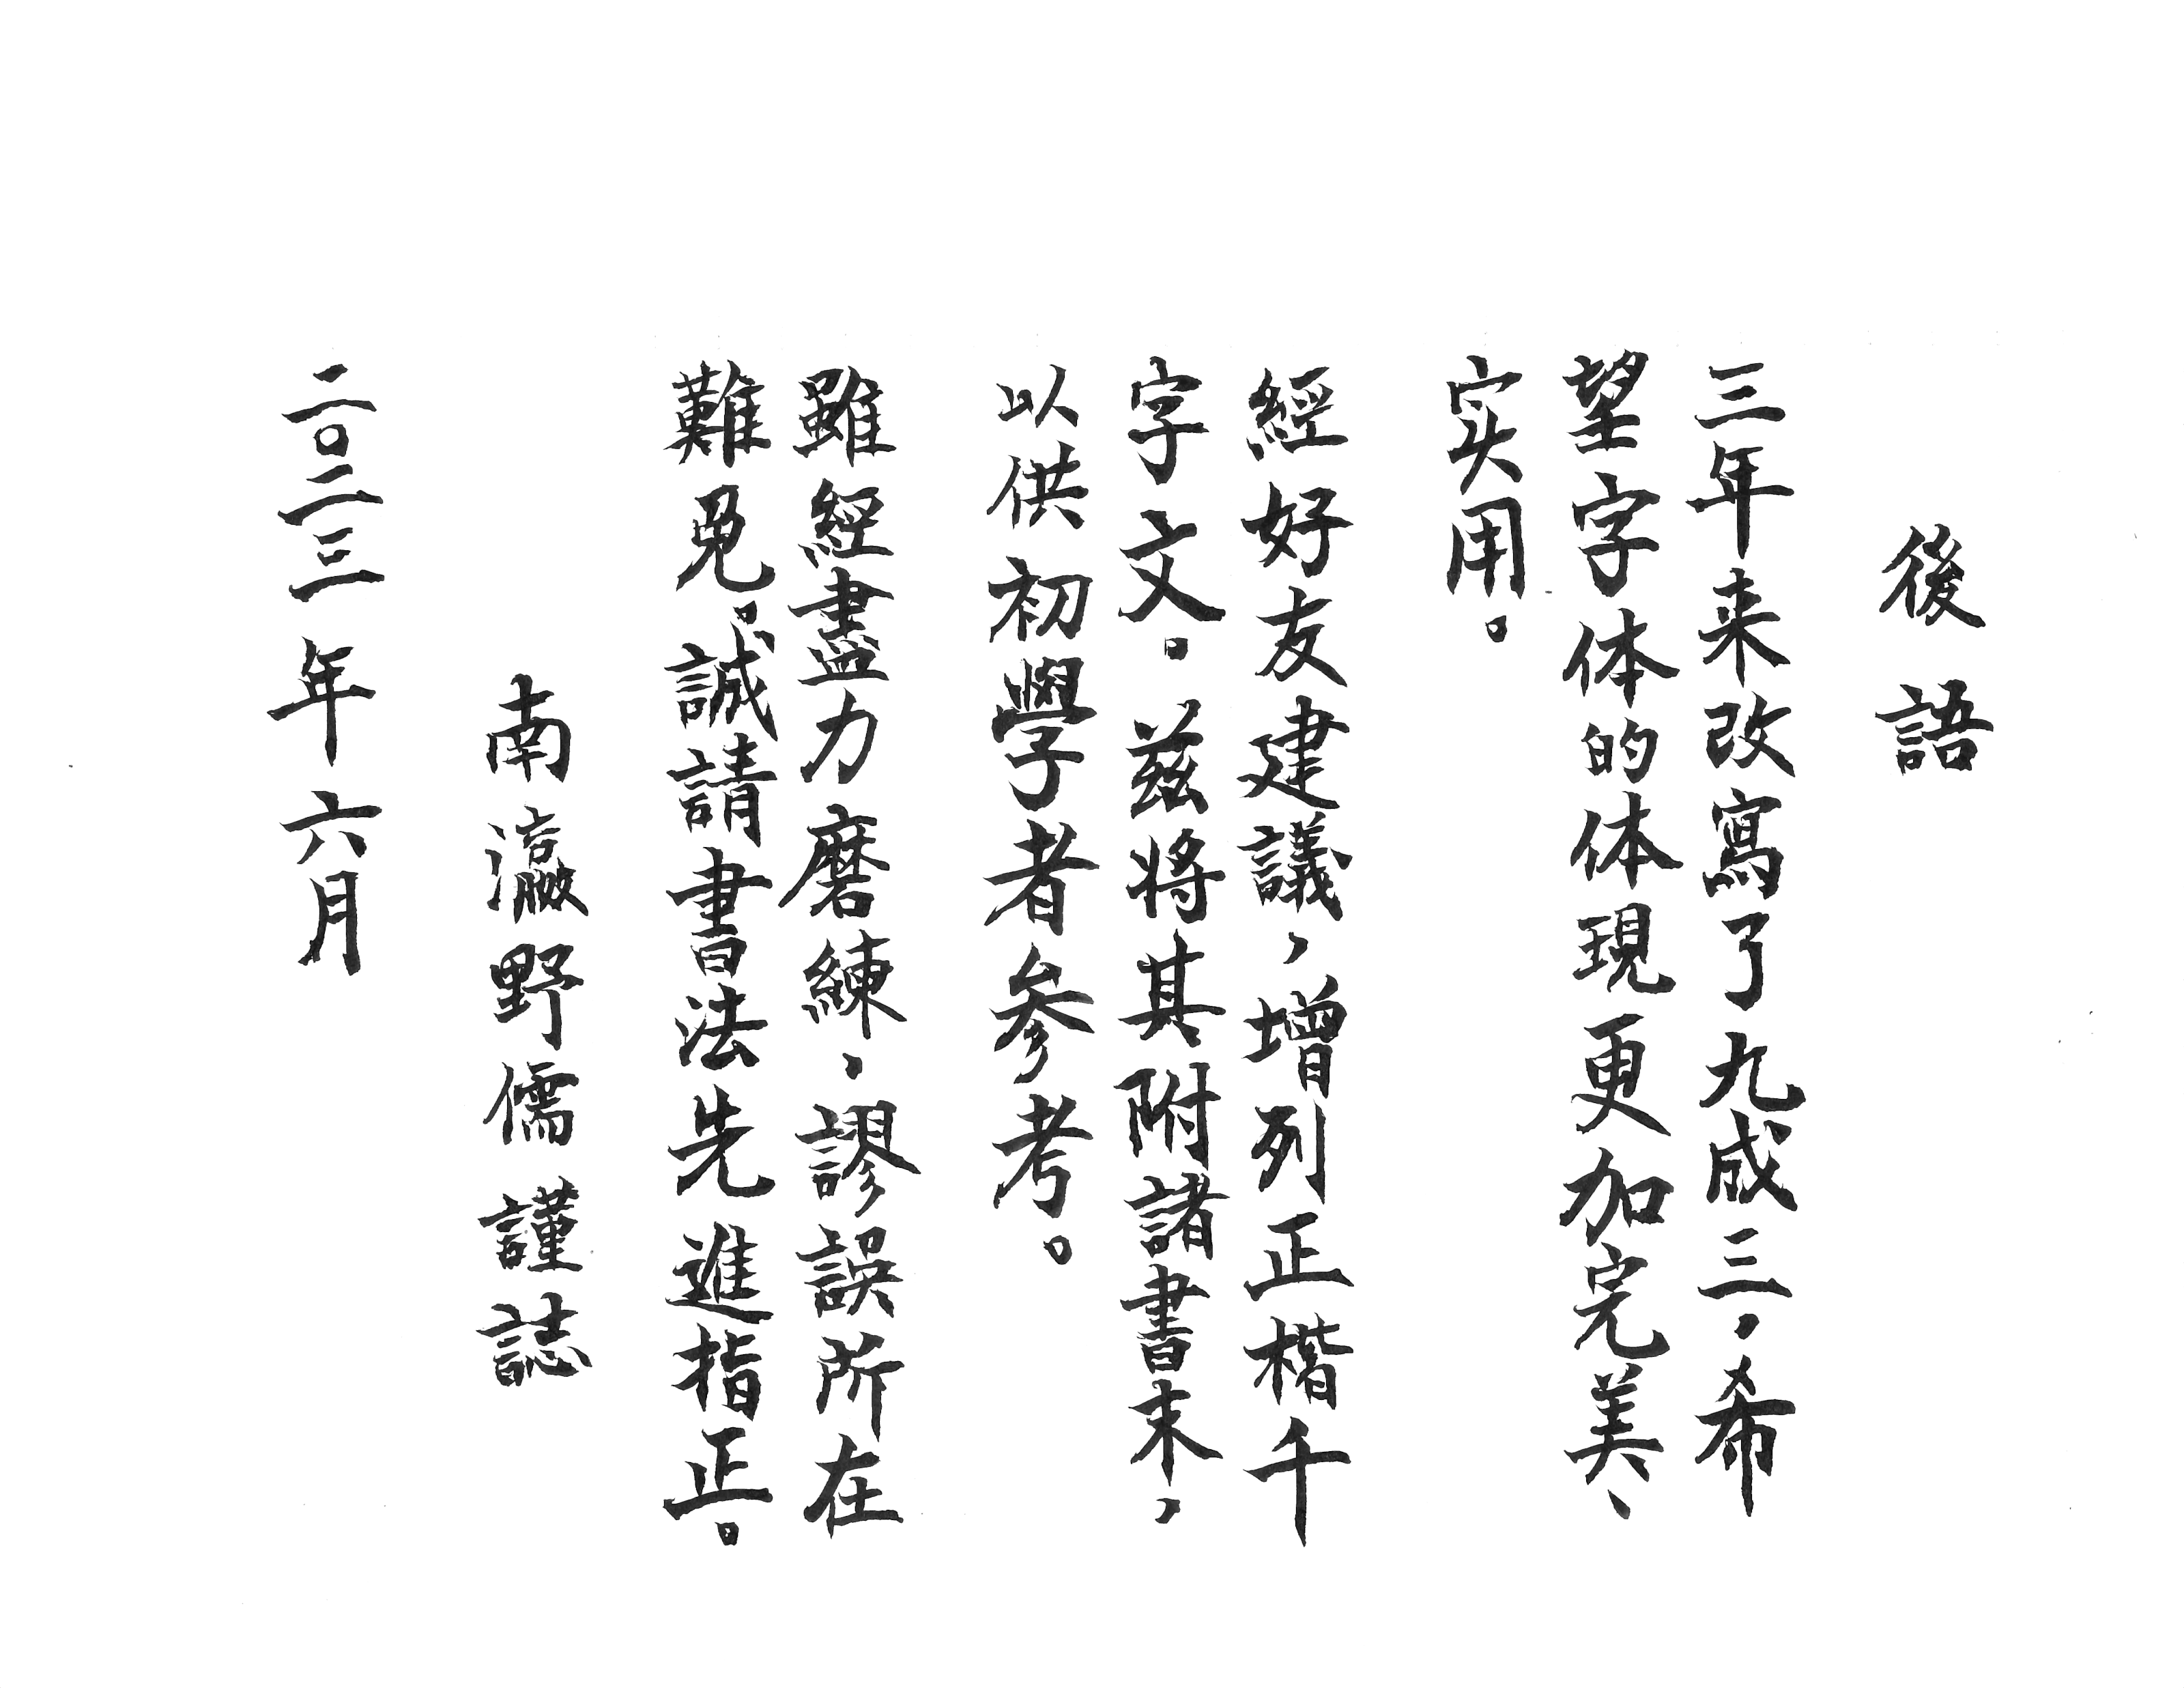 後語
三年来改寫了九成三，希
望字体的体現更加完美、
实用。
經好友建議，增列正楷千
字文。兹將其附諸書末，
以供初學者参考。
雖經盡力磨練，謬誤所在
難免。誠請書法先進指正。
南瀛野儒謹誌
二〇二三年六月